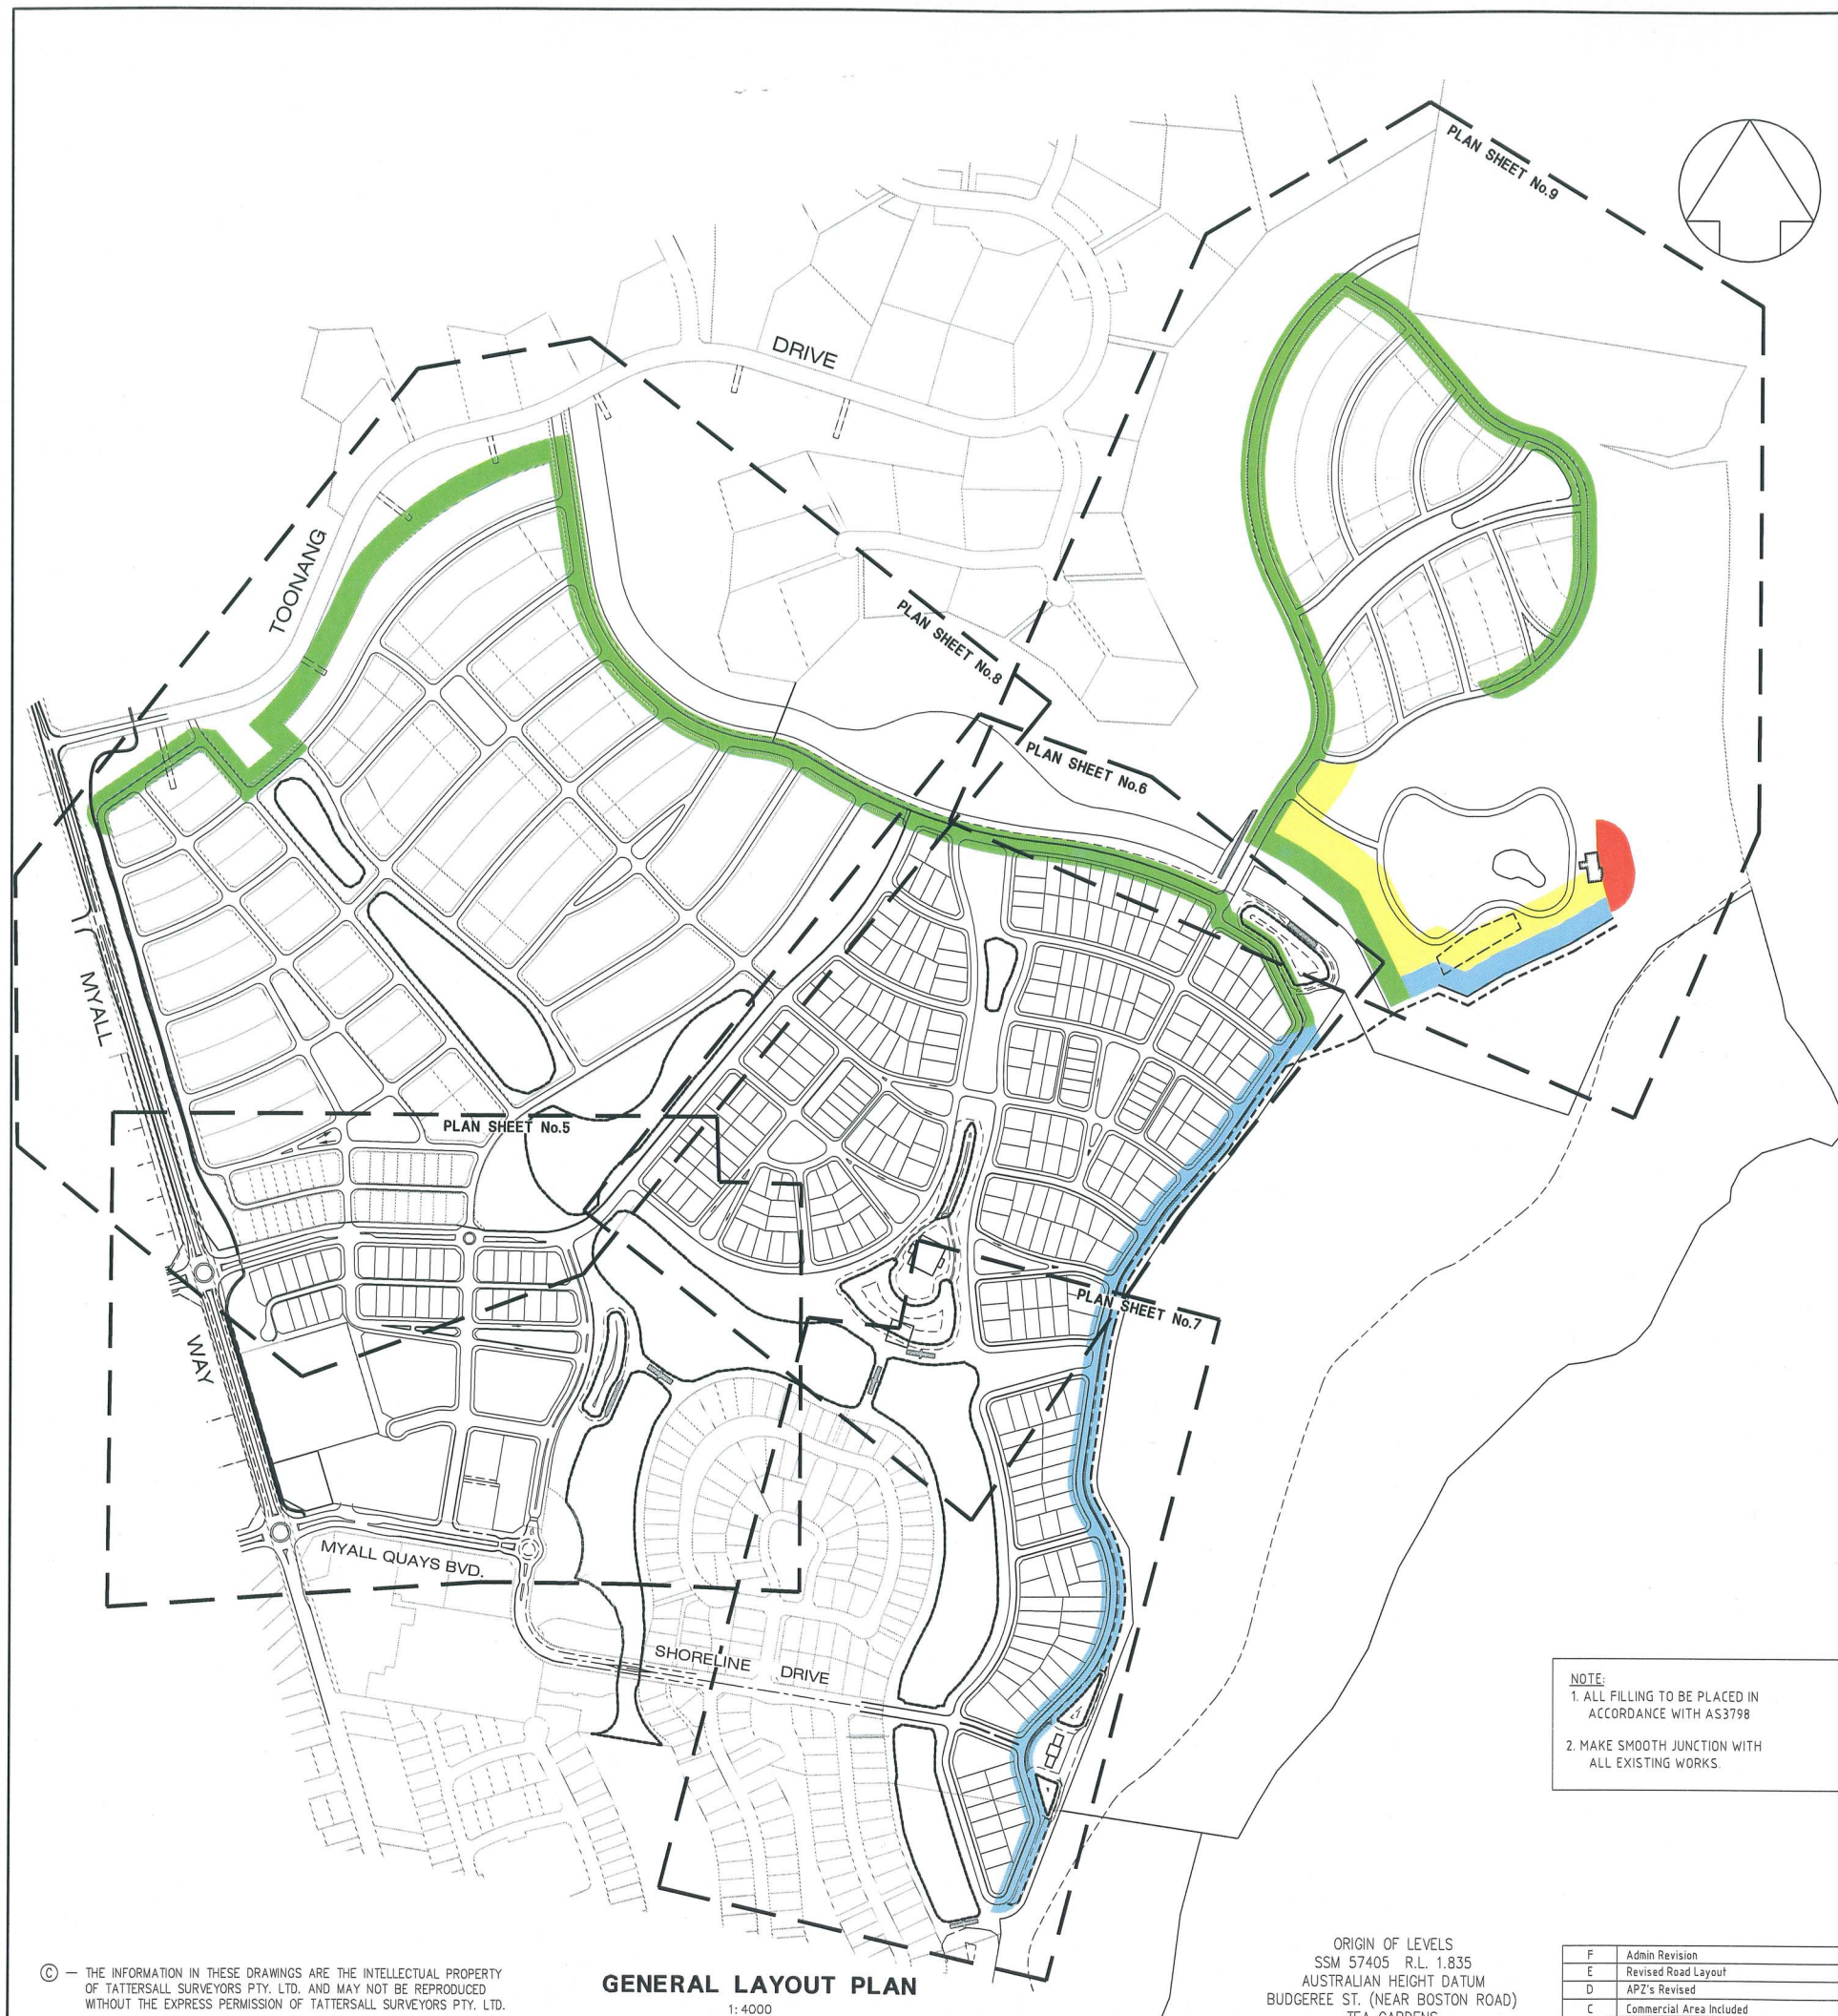 PLAN SHEET No.9
DRIVE
TOONANG
PLAN SHEET No.8
PLAN SHEET No.6
MYALL
PLAN SHEET No.5
PLAN SHEET No.7
WAY
MYALL QUAYS BVD.
SHORELINE DRIVE
NOTE:
1. ALL FILLING TO BE PLACED IN
ACCORDANCE WITH AS3798
2. MAKE SMOOTH JUNCTION WITH
ALL EXISTING WORKS.
© — THE INFORMATION IN THESE DRAWINGS ARE THE INTELLECTUAL PROPERTY
OF TATTERSALL SURVEYORS PTY. LTD. AND MAY NOT BE REPRODUCED
WITHOUT THE EXPRESS PERMISSION OF TATTERSALL SURVEYORS PTY. LTD.
GENERAL LAYOUT PLAN
1: 4000
ORIGIN OF LEVELS
SSM 57405 R.L. 1.835
AUSTRALIAN HEIGHT DATUM
BUDGEREE ST. (NEAR BOSTON ROAD)
TEA GARDENS
F Admin Revision
E Revised Road Layout
D APZ's Revised
C Commercial Area Included